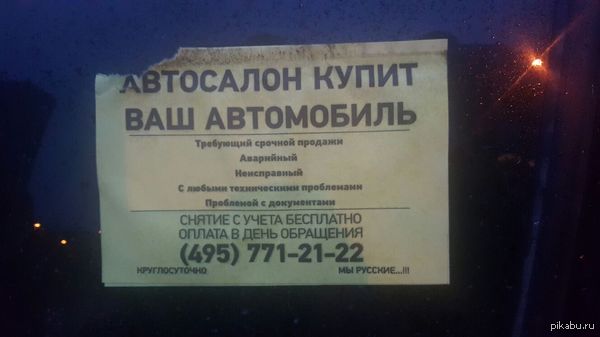 АВТОСАЛОН КУПИТ
ВАШ АВТОМОБИЛЬ
Требующий срочной продажи
Аварийный
Неисправный
С любыми техническими проблемами
Проблемой с документами
СНЯТИЕ С УЧЕТА БЕСПЛАТНО
ОПЛАТА В ДЕНЬ ОБРАЩЕНИЯ
(495) 771-21-22
КРУГЛОСУТОЧНО МЫ РУССКИЕ...!!!
pikabu.ru